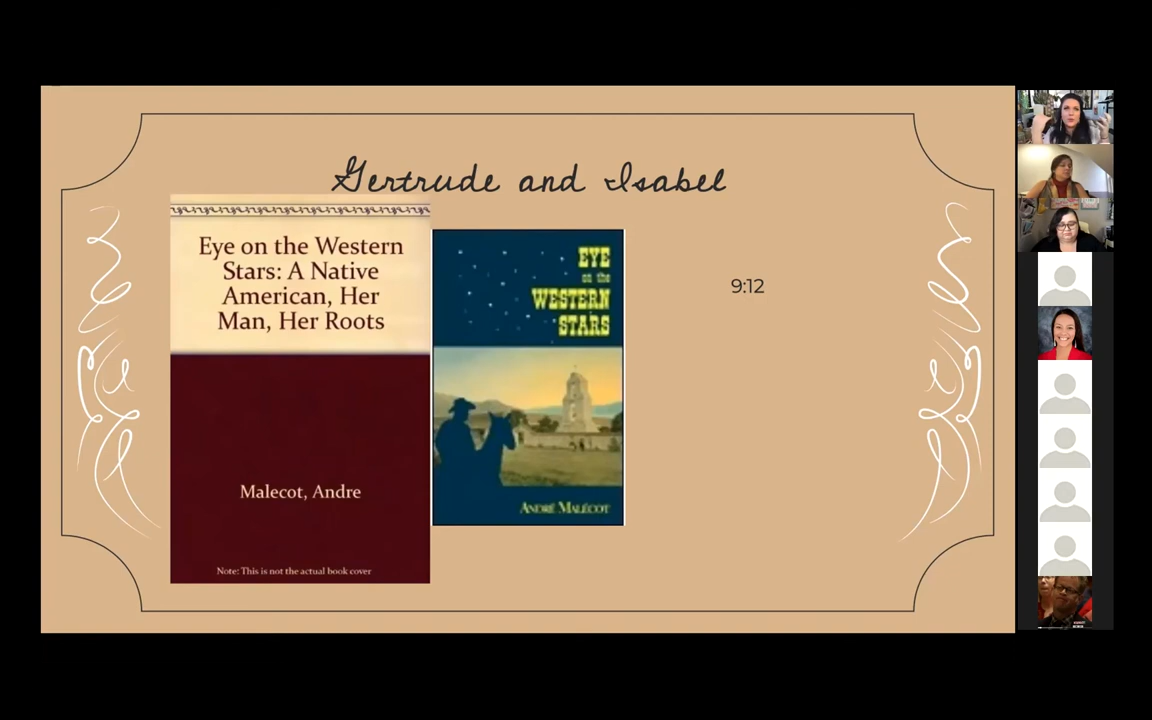 Gertrude and Isabel
Eye on the Western
Stars: A Native
American, Her
Man, Her Roots
Malecot, Andre
Note: This is not the actual book cover
EYE
on the
WESTERN
STARS
ANDRÉ MALÉCOT
9:12